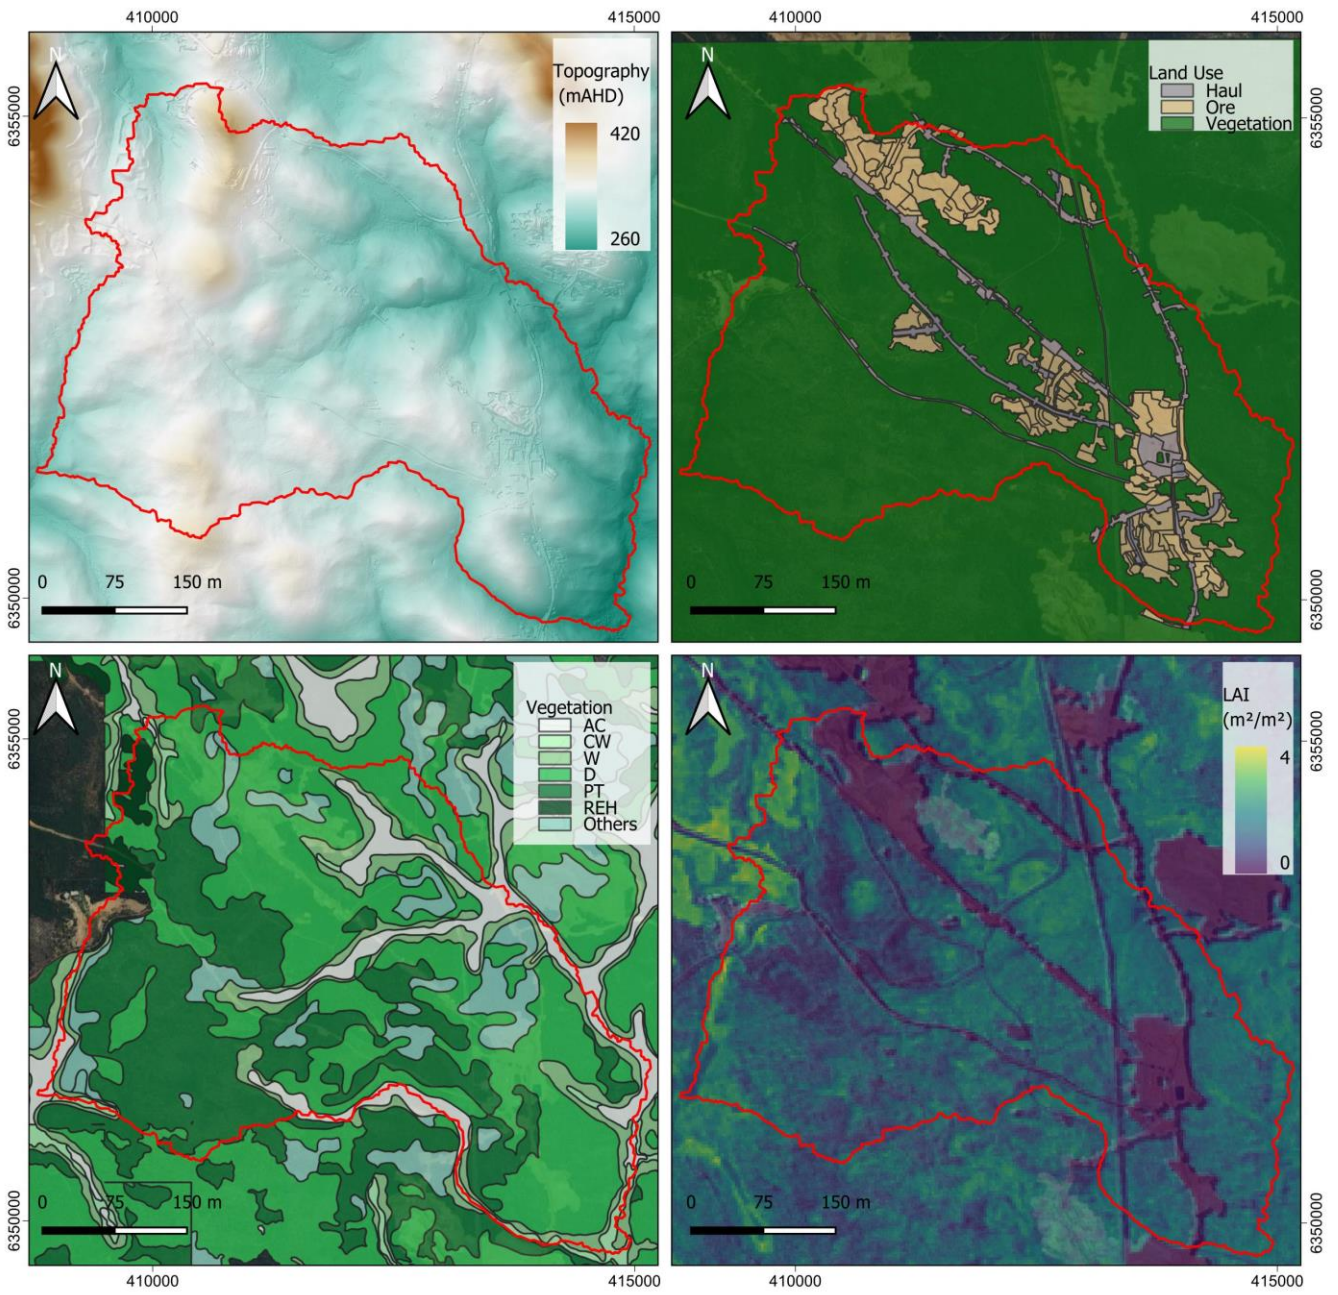 410000
415000
410000
415000
6355000
6350000
N
Topography
(mAHD)
420
260
0
75
150 m
N
Land Use
Haul
Ore
Vegetation
0
75
150 m
6355000
6350000
6355000
6350000
N
Vegetation
AC
CW
W
D
PT
REH
Others
0
75
150 m
N
LAI
(m²/m²)
4
0
0
75
150 m
6355000
6350000
410000
415000
410000
415000